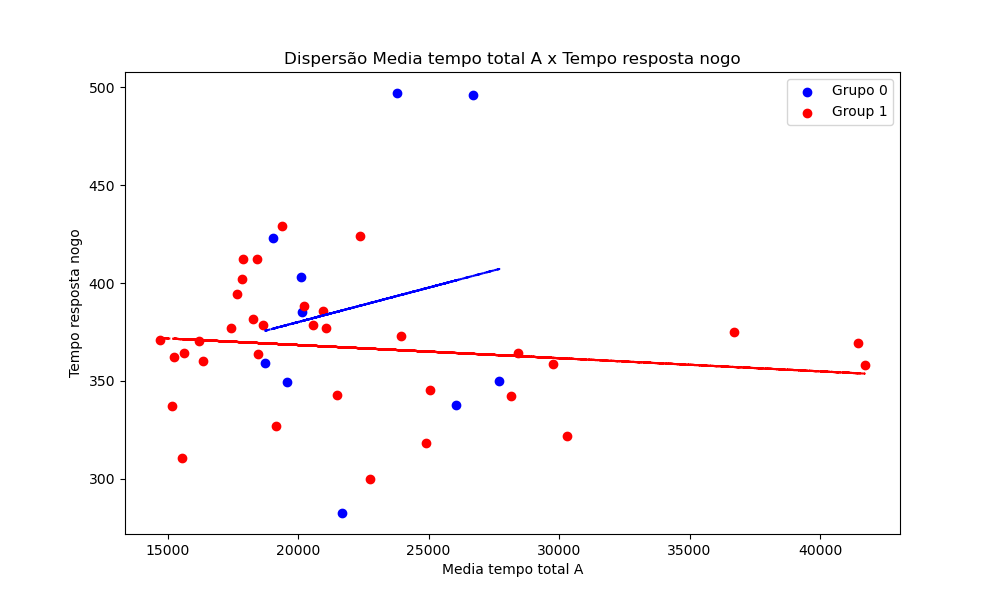 Dispersão Media tempo total A x Tempo resposta nogo
Grupo 0
Group 1
500
450
400
350
300
Tempo resposta nogo
15000 20000 25000 30000 35000 40000
Media tempo total A